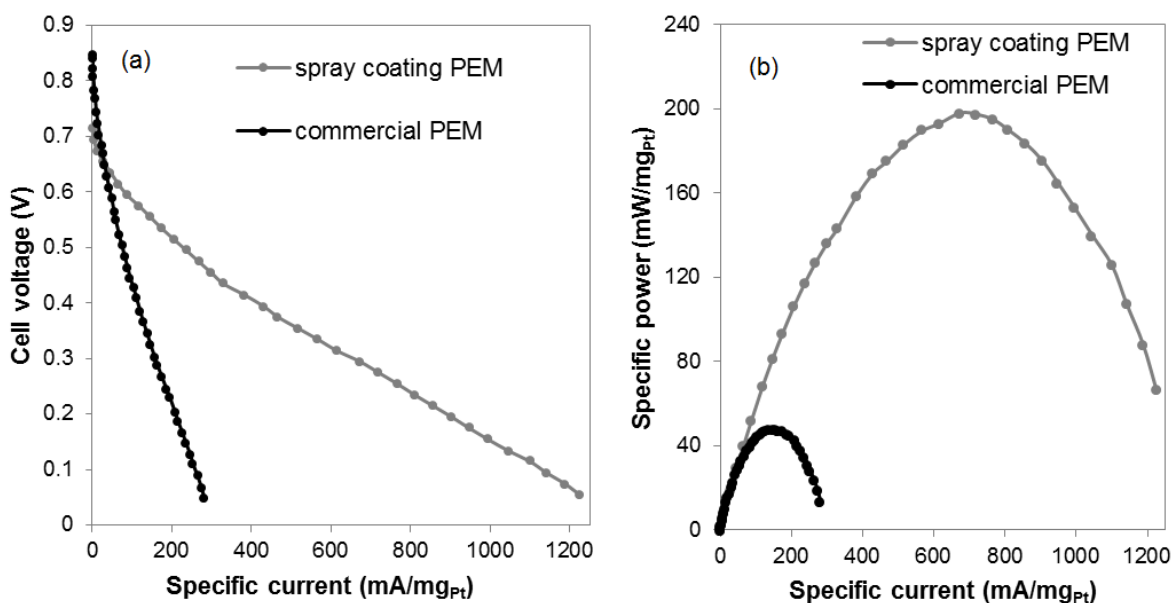 (a)
spray coating PEM
commercial PEM
Cell voltage (V)
0.9
0.8
0.7
0.6
0.5
0.4
0.3
0.2
0.1
0
0 200 400 600 800 1000 1200
Specific current (mA/mgPt)
(b)
spray coating PEM
commercial PEM
Specific power (mW/mgPt)
240
200
160
120
80
40
0
0 200 400 600 800 1000 1200
Specific current (mA/mgPt)